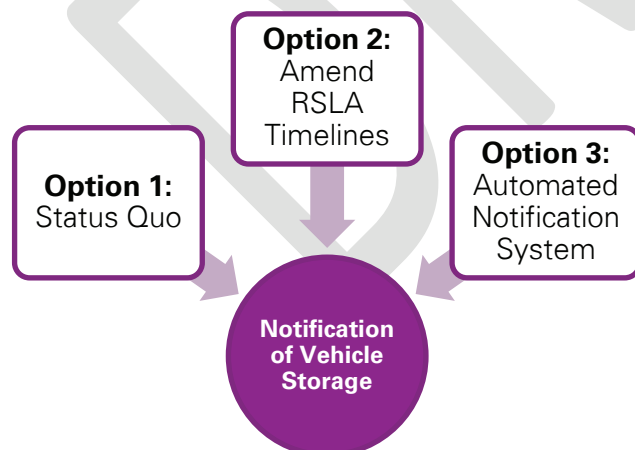 Option 1:
Status Quo
Option 2:
Amend
RSLA
Timelines
Option 3:
Automated
Notification
System
Notification
of Vehicle
Storage